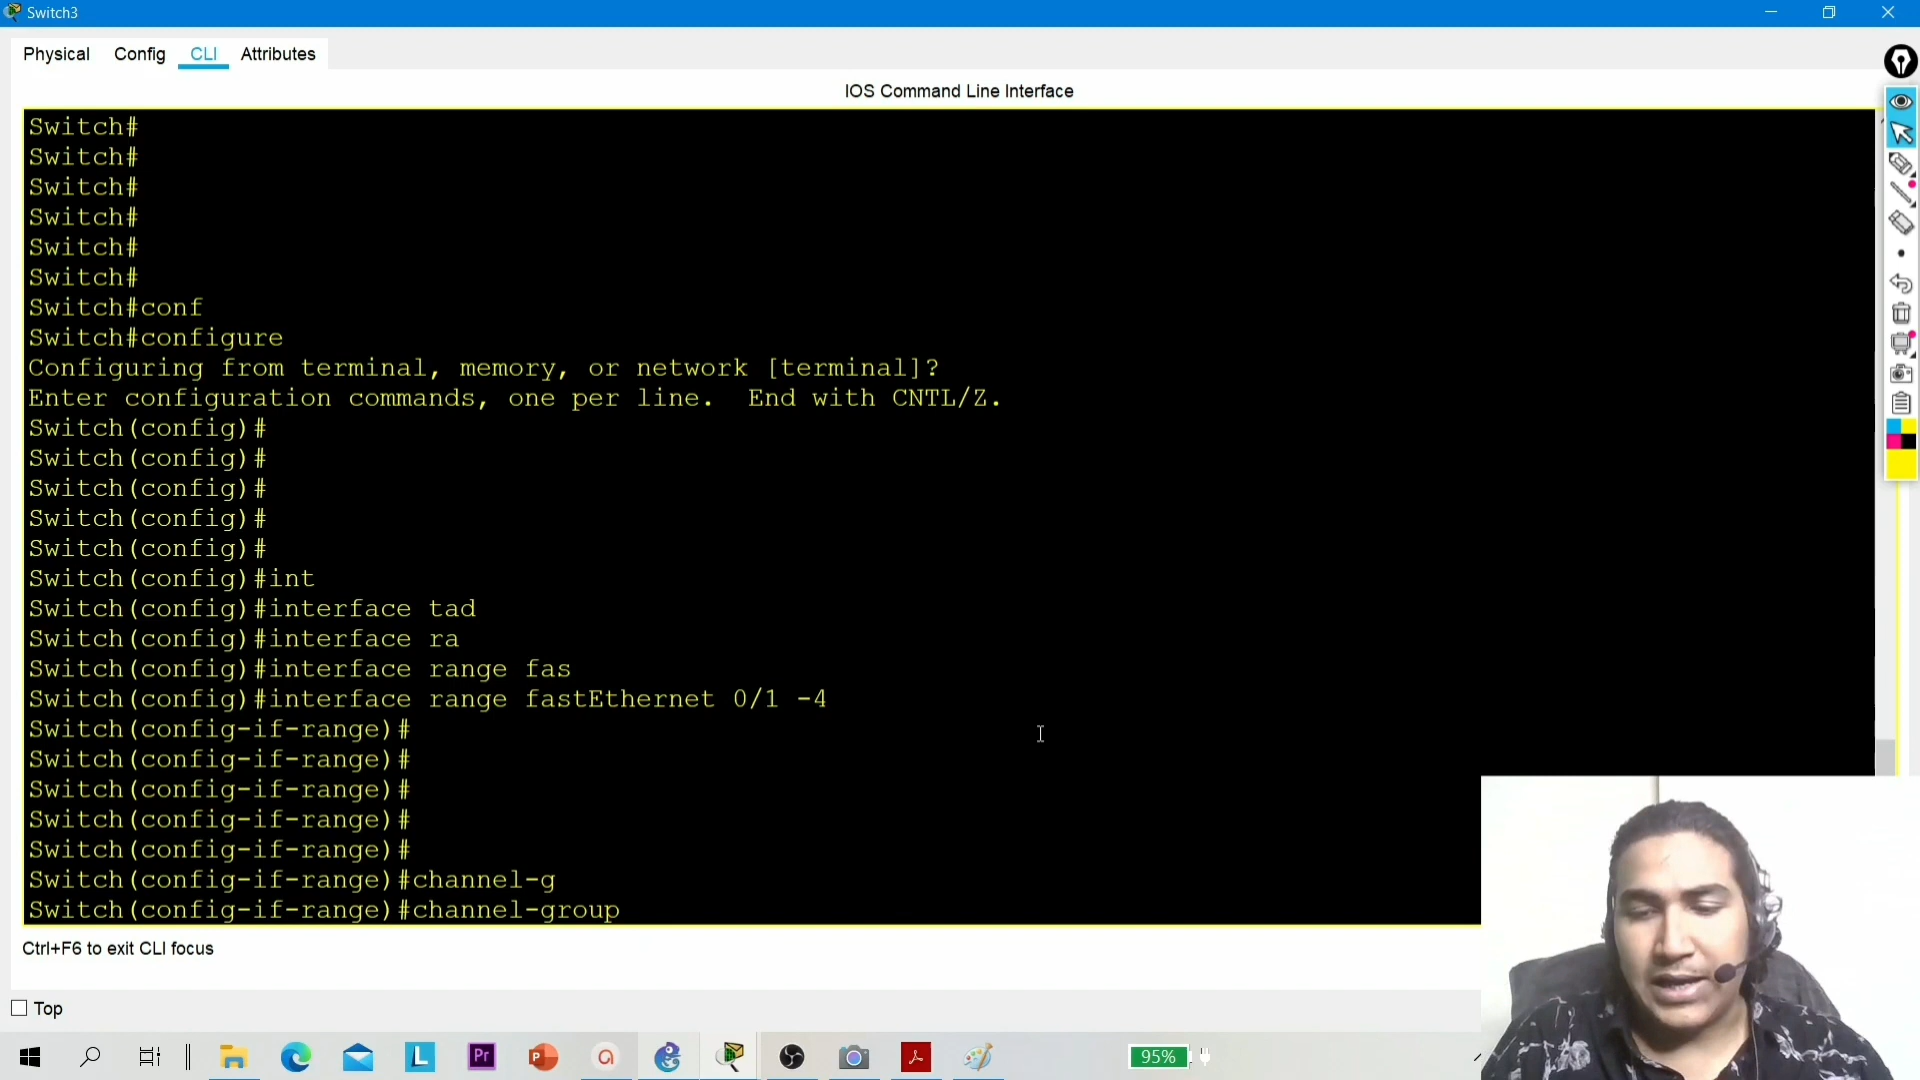 Switch3
Physical Config CLI Attributes
IOS Command Line Interface
Switch#
Switch#
Switch#
Switch#
Switch#
Switch#
Switch#conf
Switch#configure
Configuring from terminal, memory, or network [terminal]?
Enter configuration commands, one per line.  End with CNTL/Z.
Switch(config)#
Switch(config)#
Switch(config)#
Switch(config)#
Switch(config)#
Switch(config)#int
Switch(config)#interface tad
Switch(config)#interface ra
Switch(config)#interface range fas
Switch(config)#interface range fastEthernet 0/1 -4
Switch(config-if-range)#
Switch(config-if-range)#
Switch(config-if-range)#
Switch(config-if-range)#
Switch(config-if-range)#
Switch(config-if-range)#channel-g
Switch(config-if-range)#channel-group
Ctrl+F6 to exit CLI focus
Top
L Pr P 95%